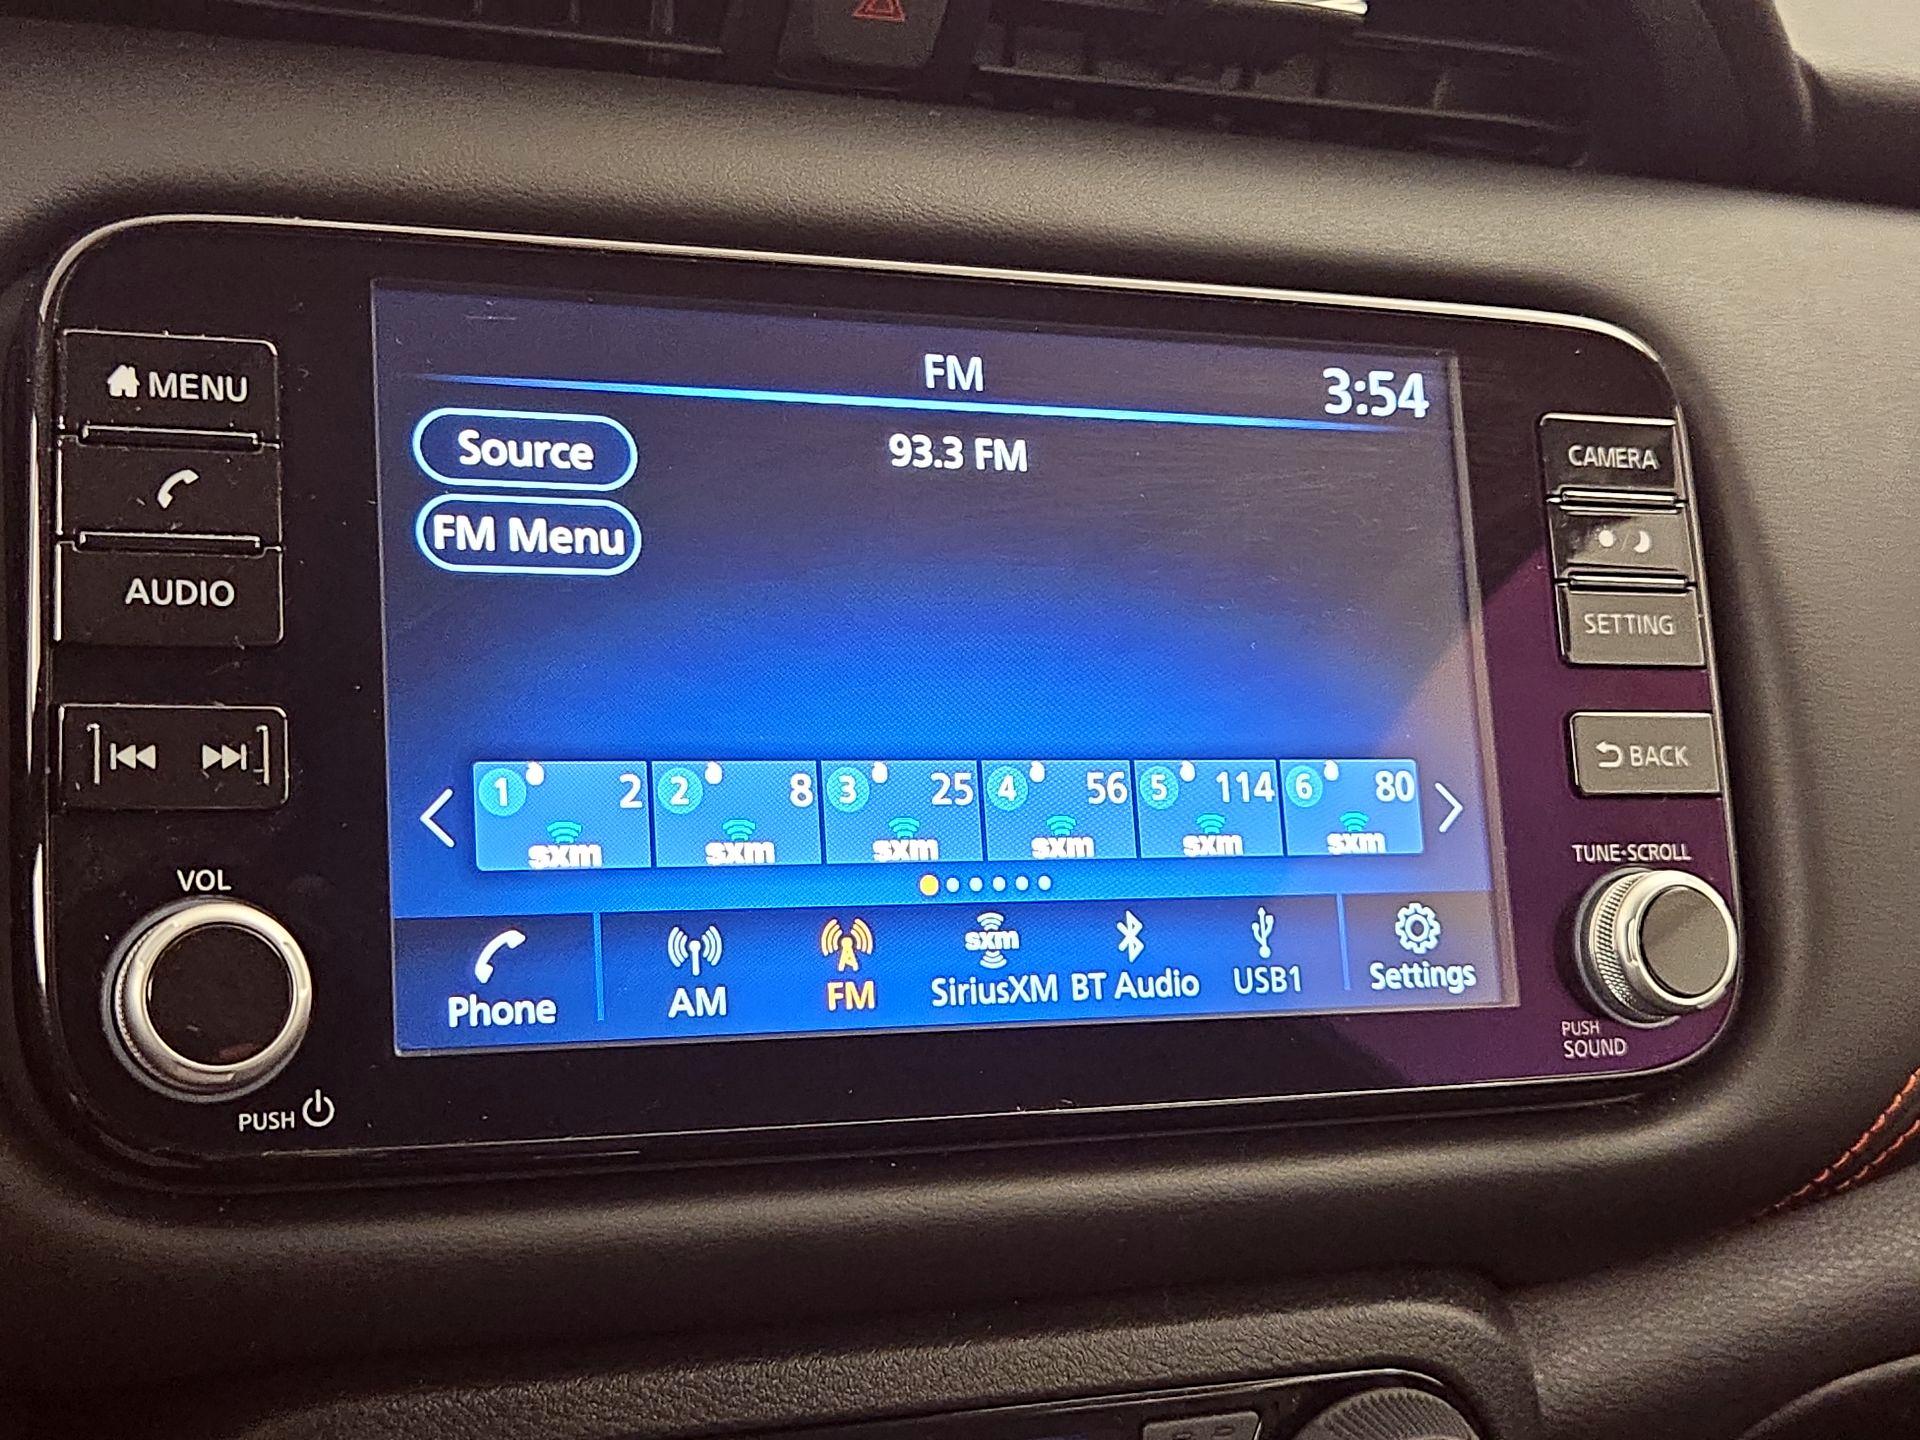 MENU
AUDIO
VOL
PUSH
FM
3:54
Source
93.3 FM
FM Menu
1 2 2 8 3 25 4 56 5 114 6 80
sxm sxm sxm sxm sxm sxm
sxm
Phone AM FM SiriusXM BT Audio USB1 Settings
CAMERA
SETTING
BACK
TUNE•SCROLL
PUSH
SOUND